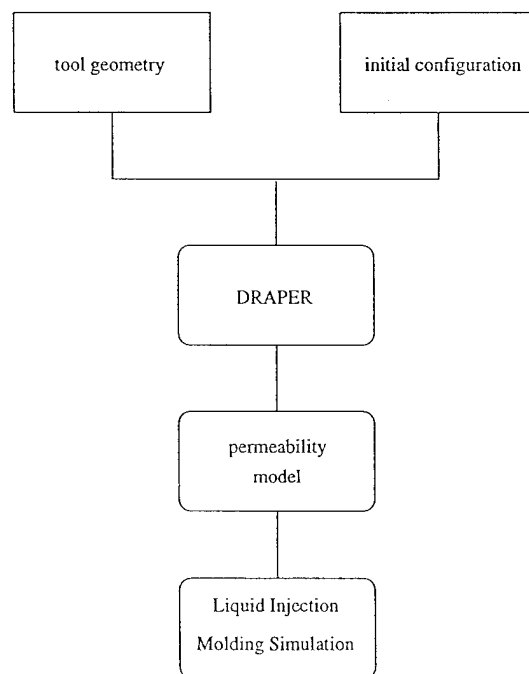 tool geometry
initial configuration
DRAPER
permeability
model
Liquid Injection
Molding Simulation